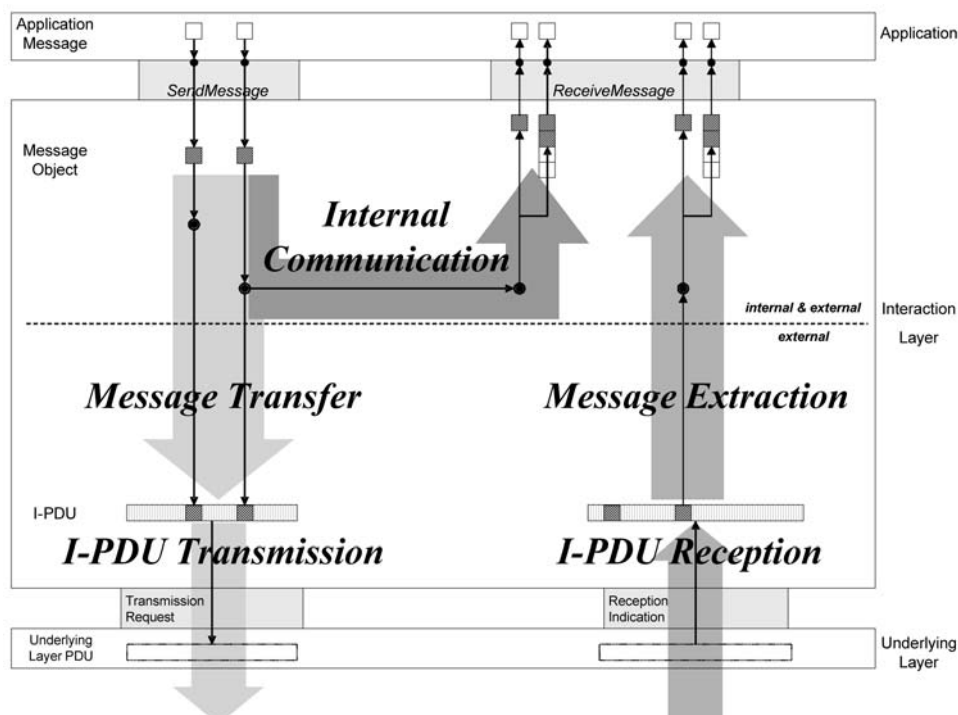 Application
Message
Application
SendMessage
ReceiveMessage
Message
Object
Internal
Communication
internal & external
external
Interaction
Layer
Message Transfer
Message Extraction
I-PDU
I-PDU Transmission
I-PDU Reception
Transmission
Request
Reception
Indication
Underlying
Layer PDU
Underlying
Layer